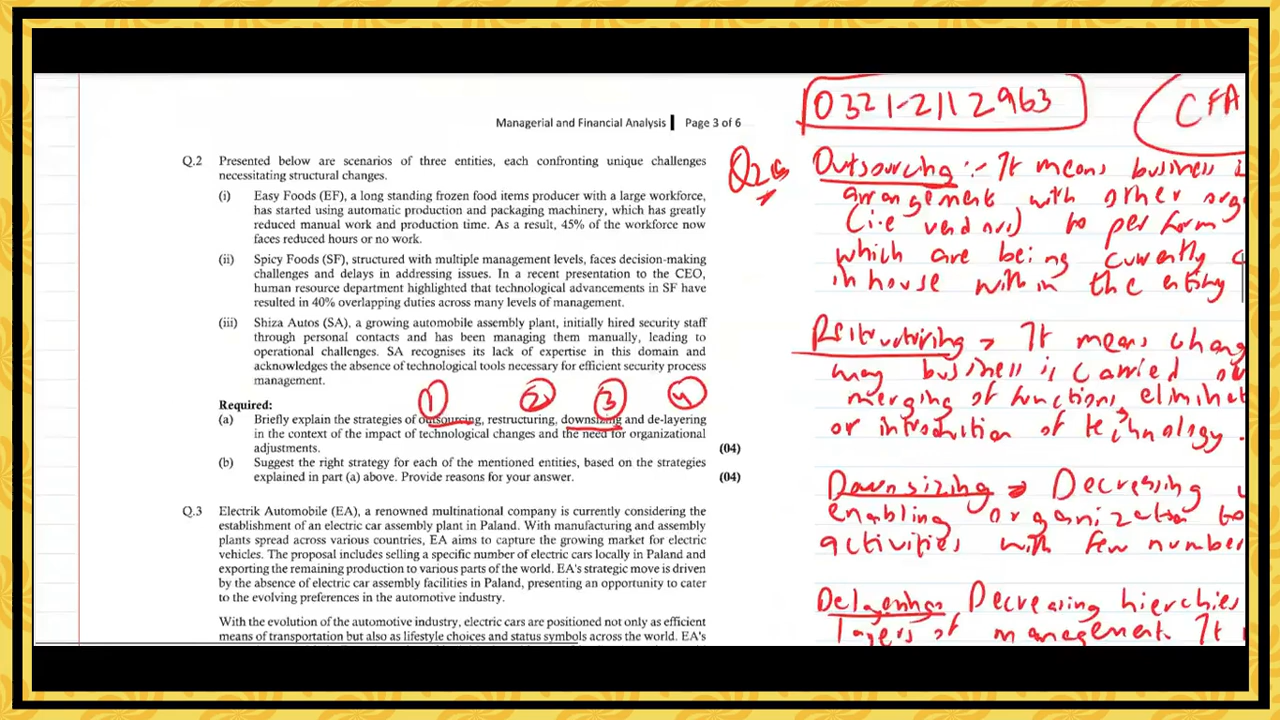 Managerial and Financial Analysis | Page 3 of 6
Q.2 Presented below are scenarios of three entities, each confronting unique challenges
necessitating structural changes.
(i) Easy Foods (EF), a long standing frozen food items producer with a large workforce,
has started using automatic production and packaging machinery, which has greatly
reduced manual work and production time. As a result, 45% of the workforce now
faces reduced hours or no work.
(ii) Spicy Foods (SF), structured with multiple management levels, faces decision-making
challenges and delays in addressing issues. In a recent presentation to the CEO,
human resource department highlighted that technological advancements in SF have
resulted in 40% overlapping duties across many levels of management.
(iii) Shiza Autos (SA), a growing automobile assembly plant, initially hired security staff
through personal contacts and has been managing them manually, leading to
operational challenges. SA recognises its lack of expertise in this domain and
acknowledges the absence of technological tools necessary for efficient security process
management.
1 2 3 4
Required:
(a) Briefly explain the strategies of outsourcing, restructuring, downsizing and de-layering
in the context of the impact of technological changes and the need for organizational
adjustments. (04)
(b) Suggest the right strategy for each of the mentioned entities, based on the strategies
explained in part (a) above. Provide reasons for your answer. (04)
Q.3 Electrik Automobile (EA), a renowned multinational company is currently considering the
establishment of an electric car assembly plant in Paland. With manufacturing and assembly
plants spread across various countries, EA aims to capture the growing market for electric
vehicles. The proposal includes selling a specific number of electric cars locally in Paland and
exporting the remaining production to various parts of the world. EA's strategic move is driven
by the absence of electric car assembly facilities in Paland, presenting an opportunity to cater
to the evolving preferences in the automotive industry.
With the evolution of the automotive industry, electric cars are positioned not only as efficient
means of transportation but also as lifestyle choices and status symbols across the world. EA's
0321-2112963
CFA
Outsourcing :- It means business
arrangement with other org
(i.e vendors) to perform
which are being currently
in house with in the entity
Restructuring → It means chang
way business is carried
merging of functions, eliminat
or introduction of technology.
Downsizing → Decreasing
enabling organization to
activities with few number
Decreasing hierchies
layers of management. It